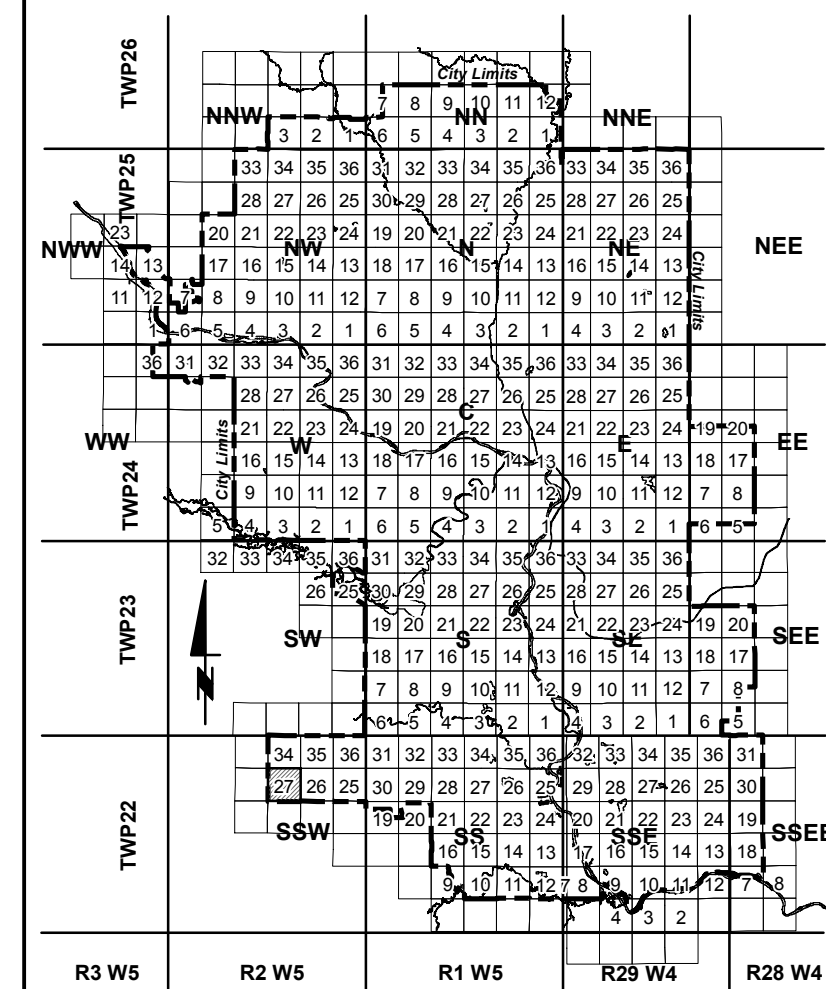 TWP26
City Limits
7 8 9 10 11 12
NNW NN NNE
3 2 1 6 5 4 3 2 1
TWP25
33 34 35 36 31 32 33 34 35 36 33 34 35 36
28 27 26 25 30 29 28 27 26 25 28 27 26 25
23 20 21 22 23 24 19 20 21 22 23 24 21 22 23 24
NWW NW N NE NEE
14 13 17 16 15 14 13 18 17 16 15 14 13 16 15 14 13
City Limits
11 12 7 8 9 10 11 12 7 8 9 10 11 12 9 10 11 12
1 6 5 4 3 2 1 6 5 4 3 2 1 4 3 2 1
36 31 32 33 34 35 36 31 32 33 34 35 36 33 34 35 36
28 27 26 25 30 29 28 27 26 25 28 27 26 25
C
21 22 23 24 19 20 21 22 23 24 21 22 23 24 19 20
WW City Limits W E EE
16 15 14 13 18 17 16 15 14 13 16 15 14 13 18 17
TWP24
9 10 11 12 7 8 9 10 11 12 9 10 11 12 7 8
5 4 3 2 1 6 5 4 3 2 1 4 3 2 1 6 5
32 33 34 35 36 31 32 33 34 35 36 33 34 35 36
26 25 30 29 28 27 26 25 28 27 26 25
TWP23
19 20 21 22 23 24 21 22 23 24 19 20
SW S SE SEE
18 17 16 15 14 13 16 15 14 13 18 17
N
7 8 9 10 11 12 9 10 11 12 7 8
6 5 4 3 2 1 4 3 2 1 6 5
34 35 36 31 32 33 34 35 36 32 33 34 35 36 31
27 26 25 30 29 28 27 26 25 29 28 27 26 25 30
TWP22
19 20 21 22 23 24 20 21 22 23 24 19
SSW SS SSE SSEE
16 15 14 13 17 16 15 14 13 18
9 10 11 12 7 8 9 10 11 12 7 8
4 3 2
R3 W5 R2 W5 R1 W5 R29 W4 R28 W4